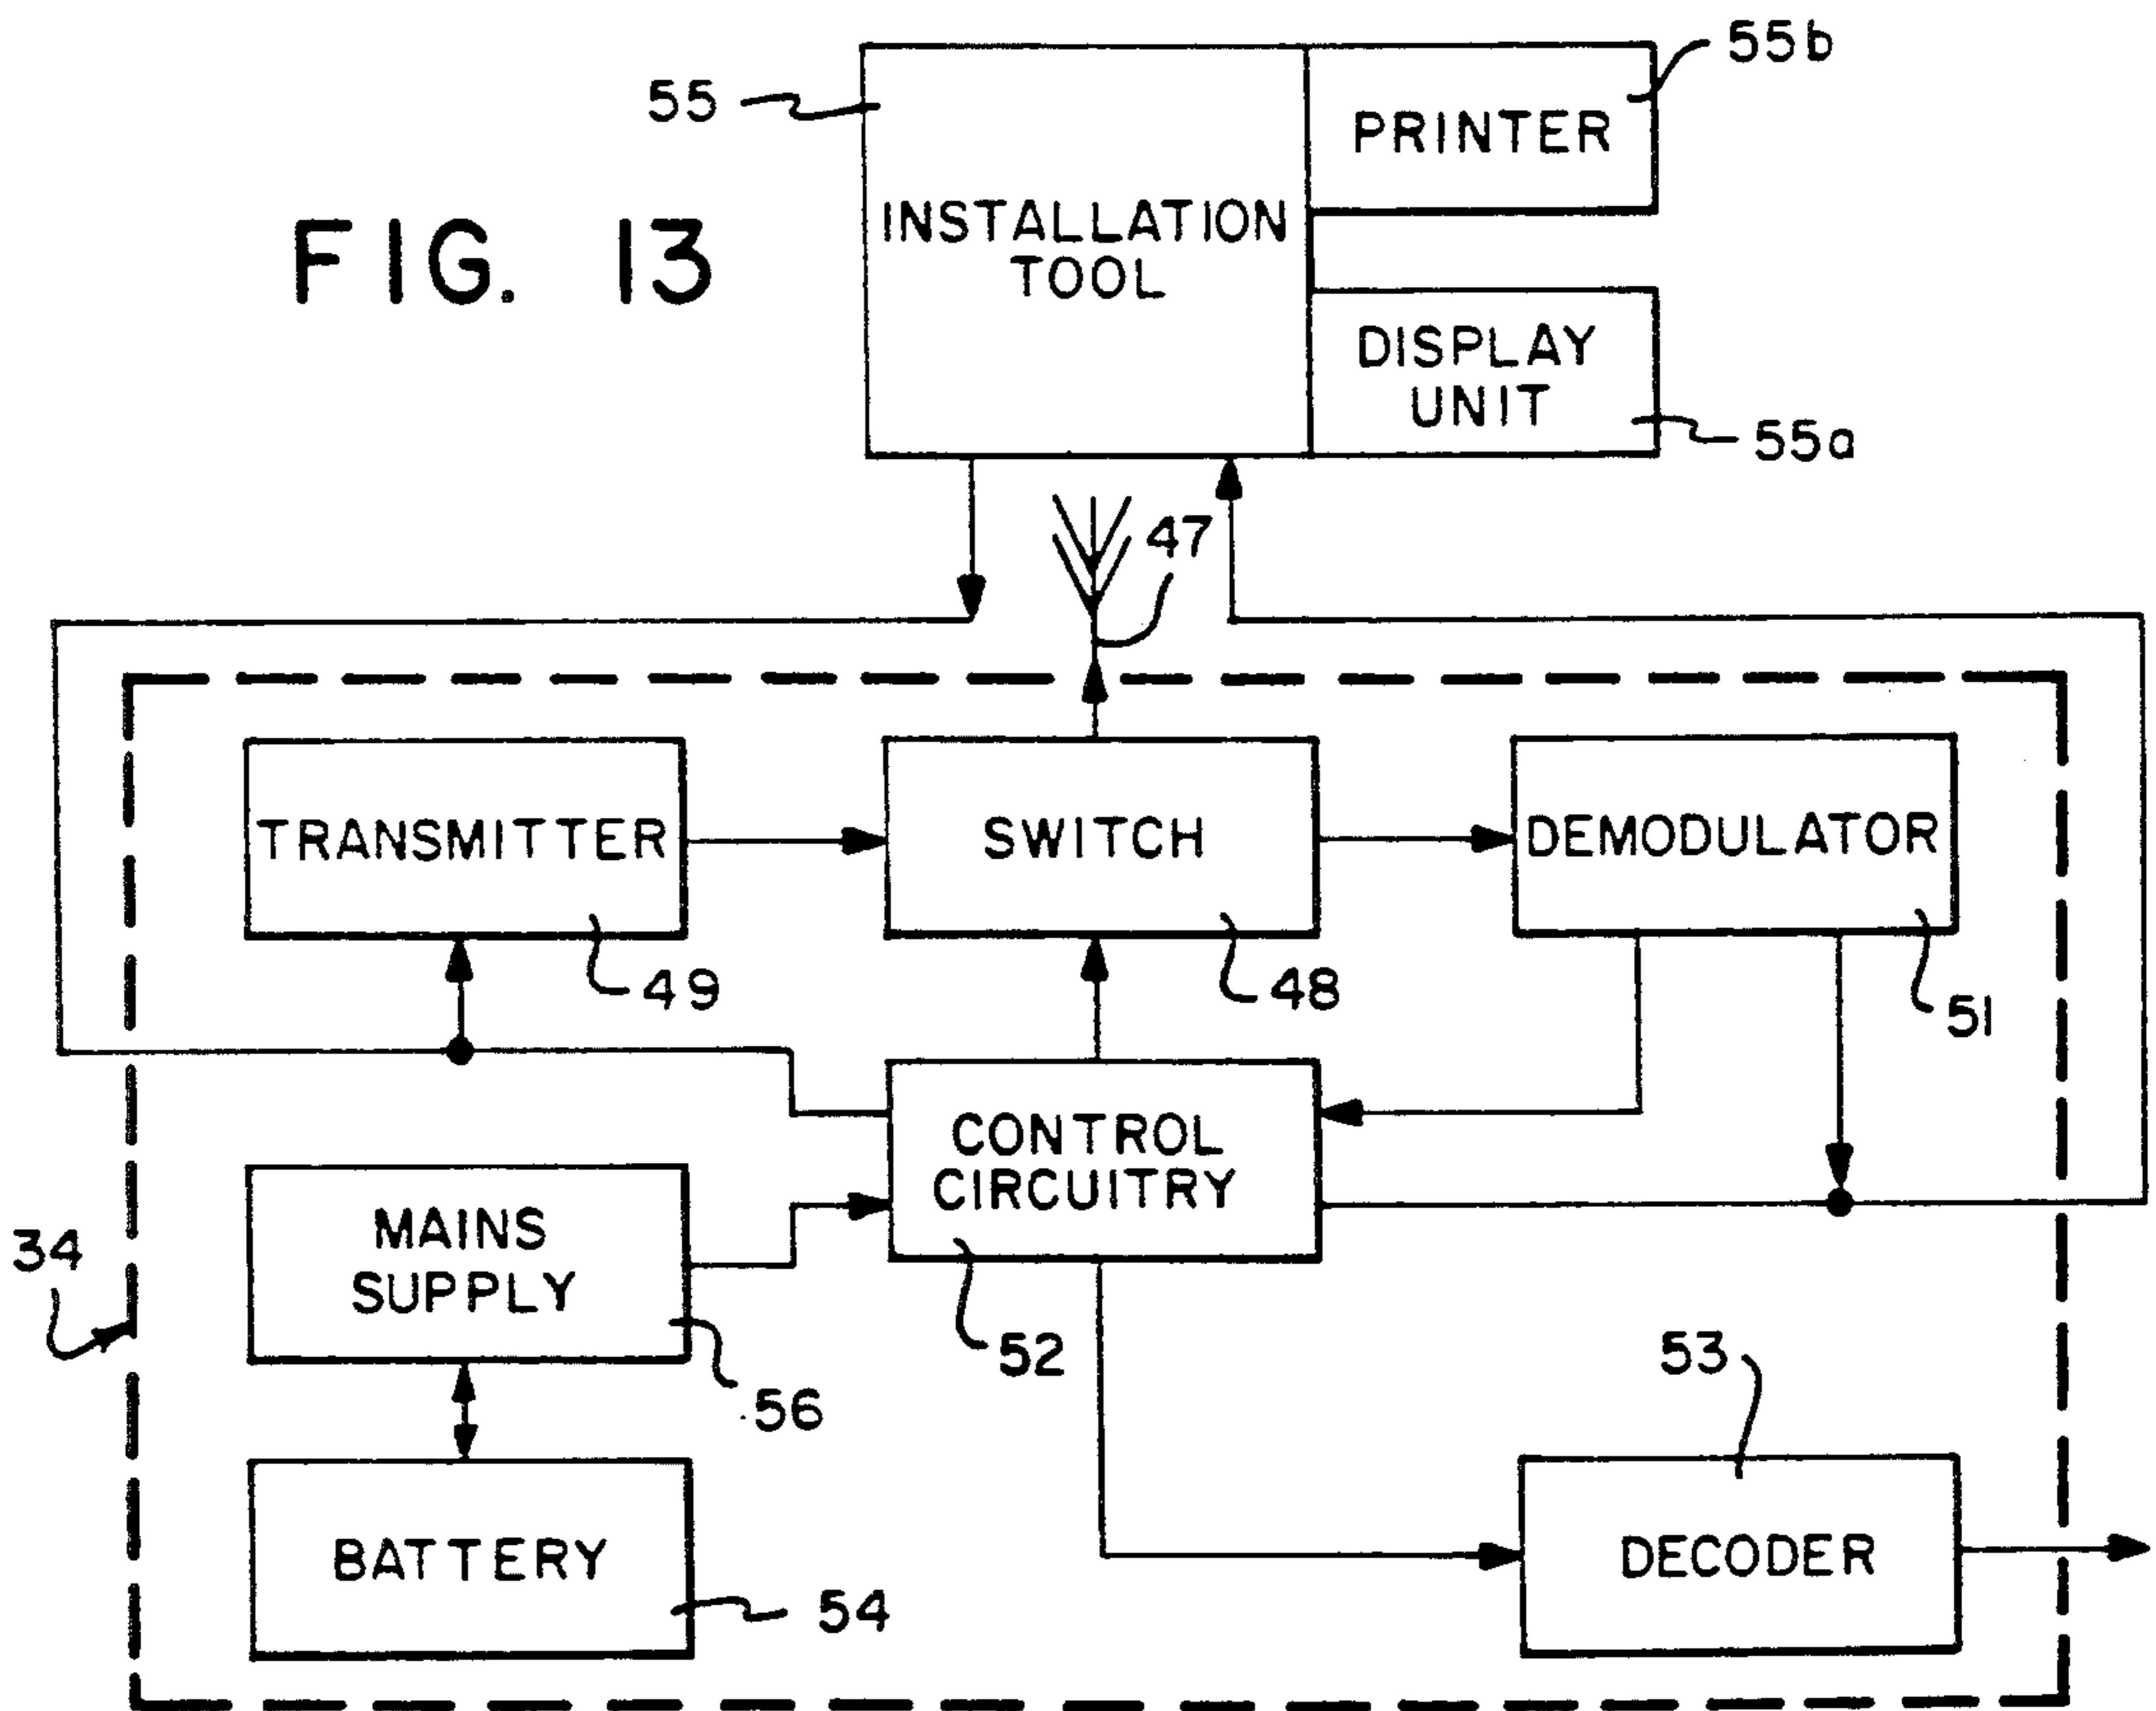 55b
55
PRINTER
FIG. 13
INSTALLATION
TOOL
DISPLAY
UNIT
55a
47
TRANSMITTER
SWITCH
DEMODULATOR
49
48
51
CONTROL
CIRCUITRY
MAINS
SUPPLY
34
52
53
56
BATTERY
DECODER
54